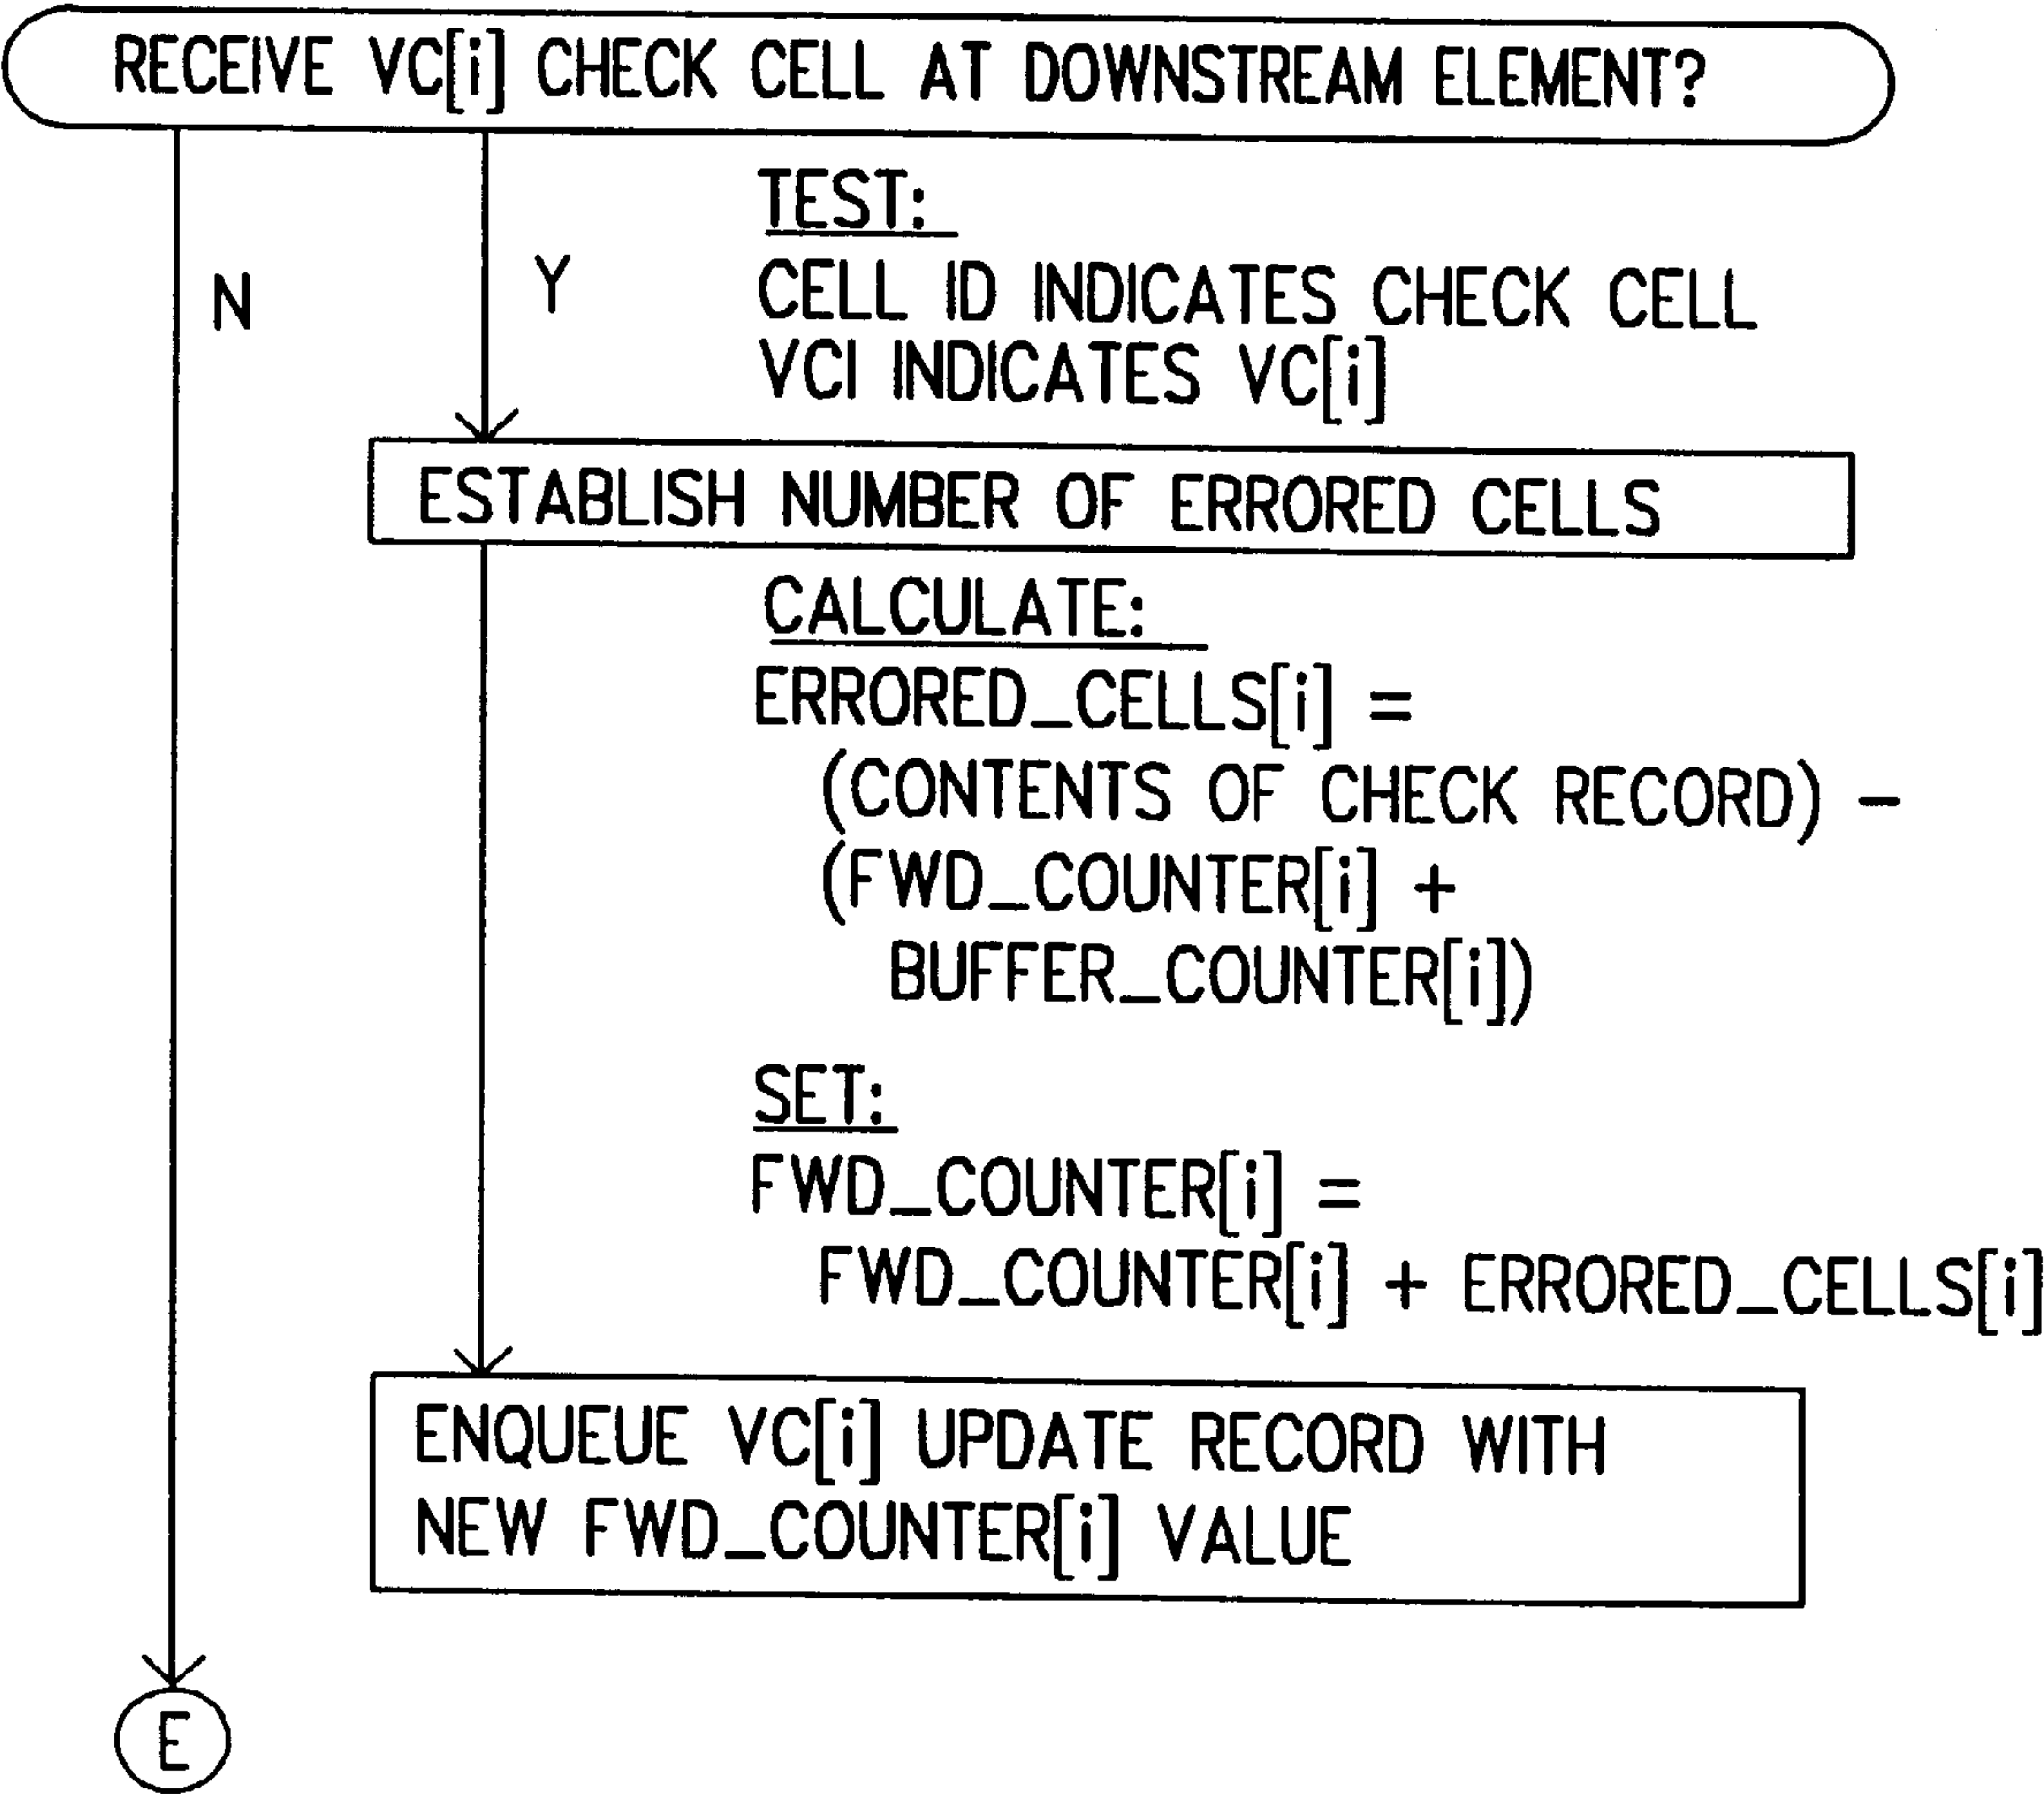 RECEIVE VC[i] CHECK CELL AT DOWNSTREAM ELEMENT?
TEST:
N
Y
CELL ID INDICATES CHECK CELL
VCI INDICATES VC[i]
ESTABLISH NUMBER OF ERRORED CELLS
CALCULATE:
ERRORED_CELLS[i] =
(CONTENTS OF CHECK RECORD) -
(FWD_COUNTER[i] +
BUFFER_COUNTER[i])
SET:
FWD_COUNTER[i] =
FWD_COUNTER[i] + ERRORED_CELLS[i]
ENQUEUE VC[i] UPDATE RECORD WITH
NEW FWD_COUNTER[i] VALUE
E